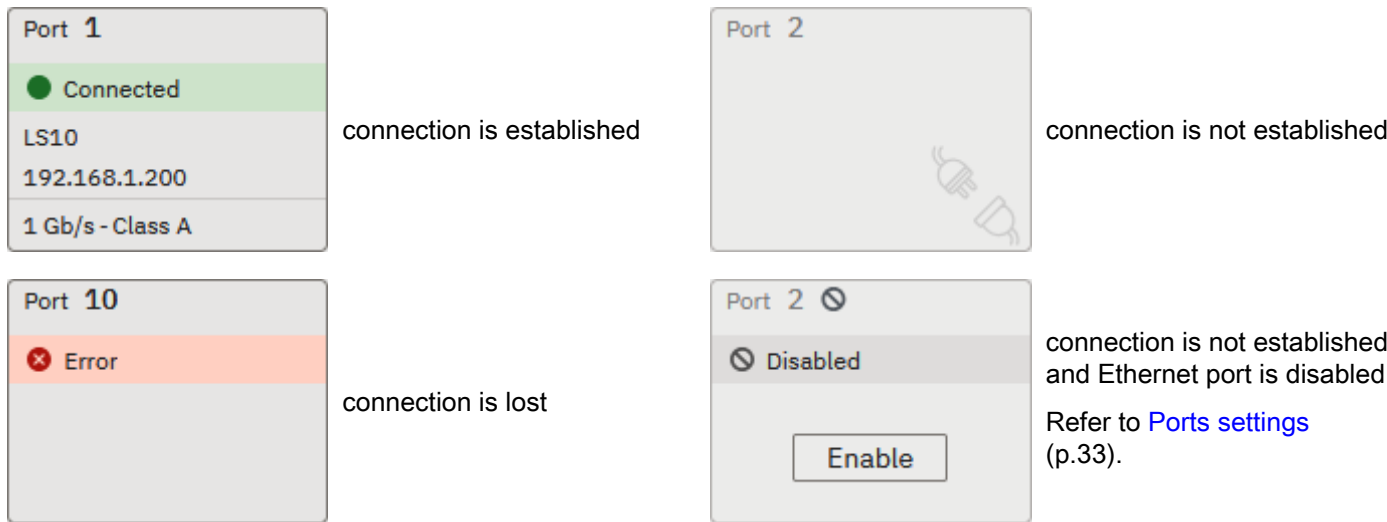 Port 1
Connected
LS10
192.168.1.200
1 Gb/s - Class A
connection is established
Port 2
connection is not established
Port 10
Error
connection is lost
Port 2
Disabled
Enable
connection is not established
and Ethernet port is disabled
Refer to Ports settings
(p.33).